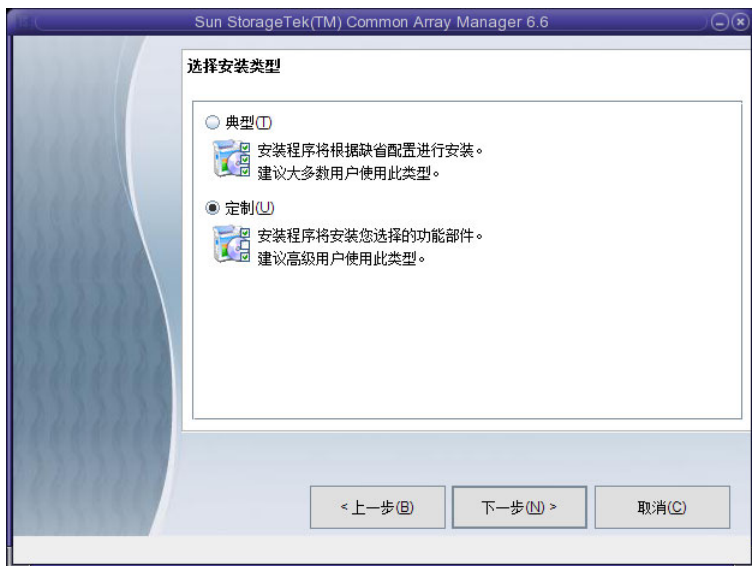 Sun StorageTek(TM) Common Array Manager 6.6
选择安装类型
典型(T)
安装程序将根据缺省配置进行安装。
建议大多数用户使用此类型。
定制(U)
安装程序将安装您选择的功能部件。
建议高级用户使用此类型。
< 上一步(B)
下一步(N) >
取消(C)